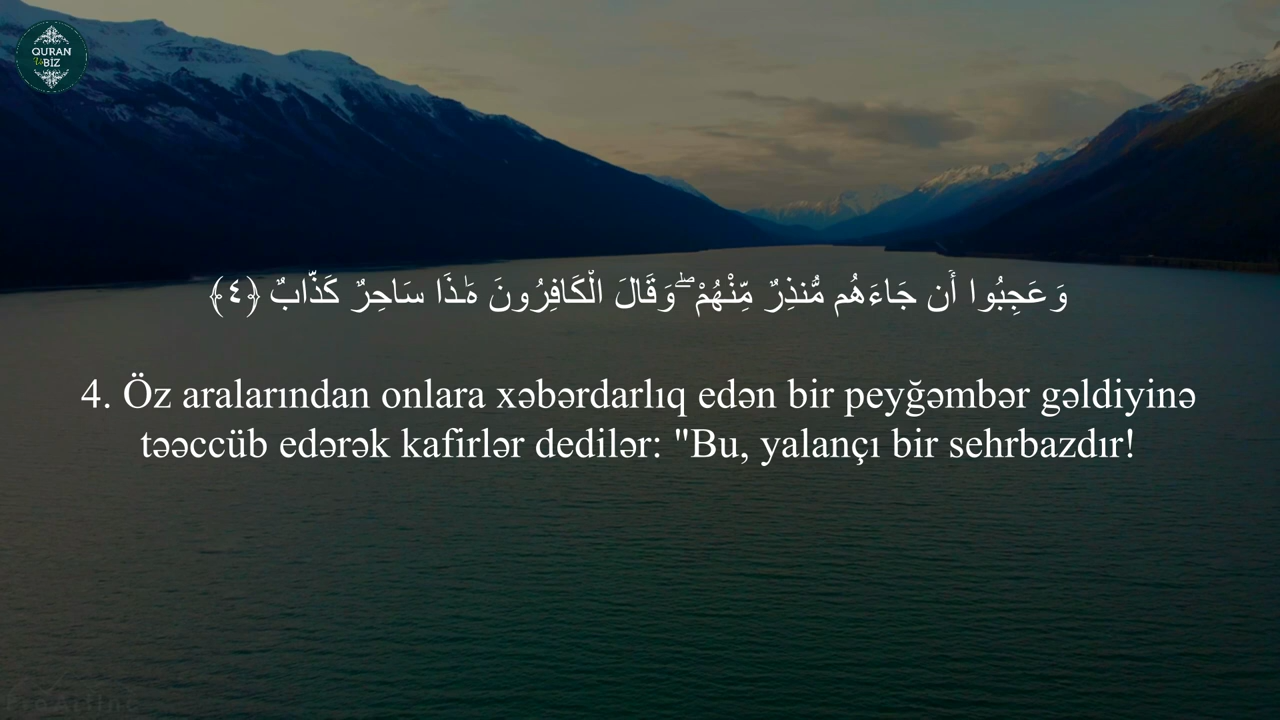 QURAN
Və BİZ
وَعَجِبُوا أَن جَاءَهُم مُّنذِرٌ مِّنْهُمْ ۖ وَقَالَ الْكَافِرُونَ هَٰذَا سَاحِرٌ كَذَّابٌ ﴿٤﴾
4. Öz aralarından onlara xəbərdarlıq edən bir peyğəmbər gəldiyinə
təəccüb edərək kafirlər dedilər: "Bu, yalançı bir sehrbazdır!